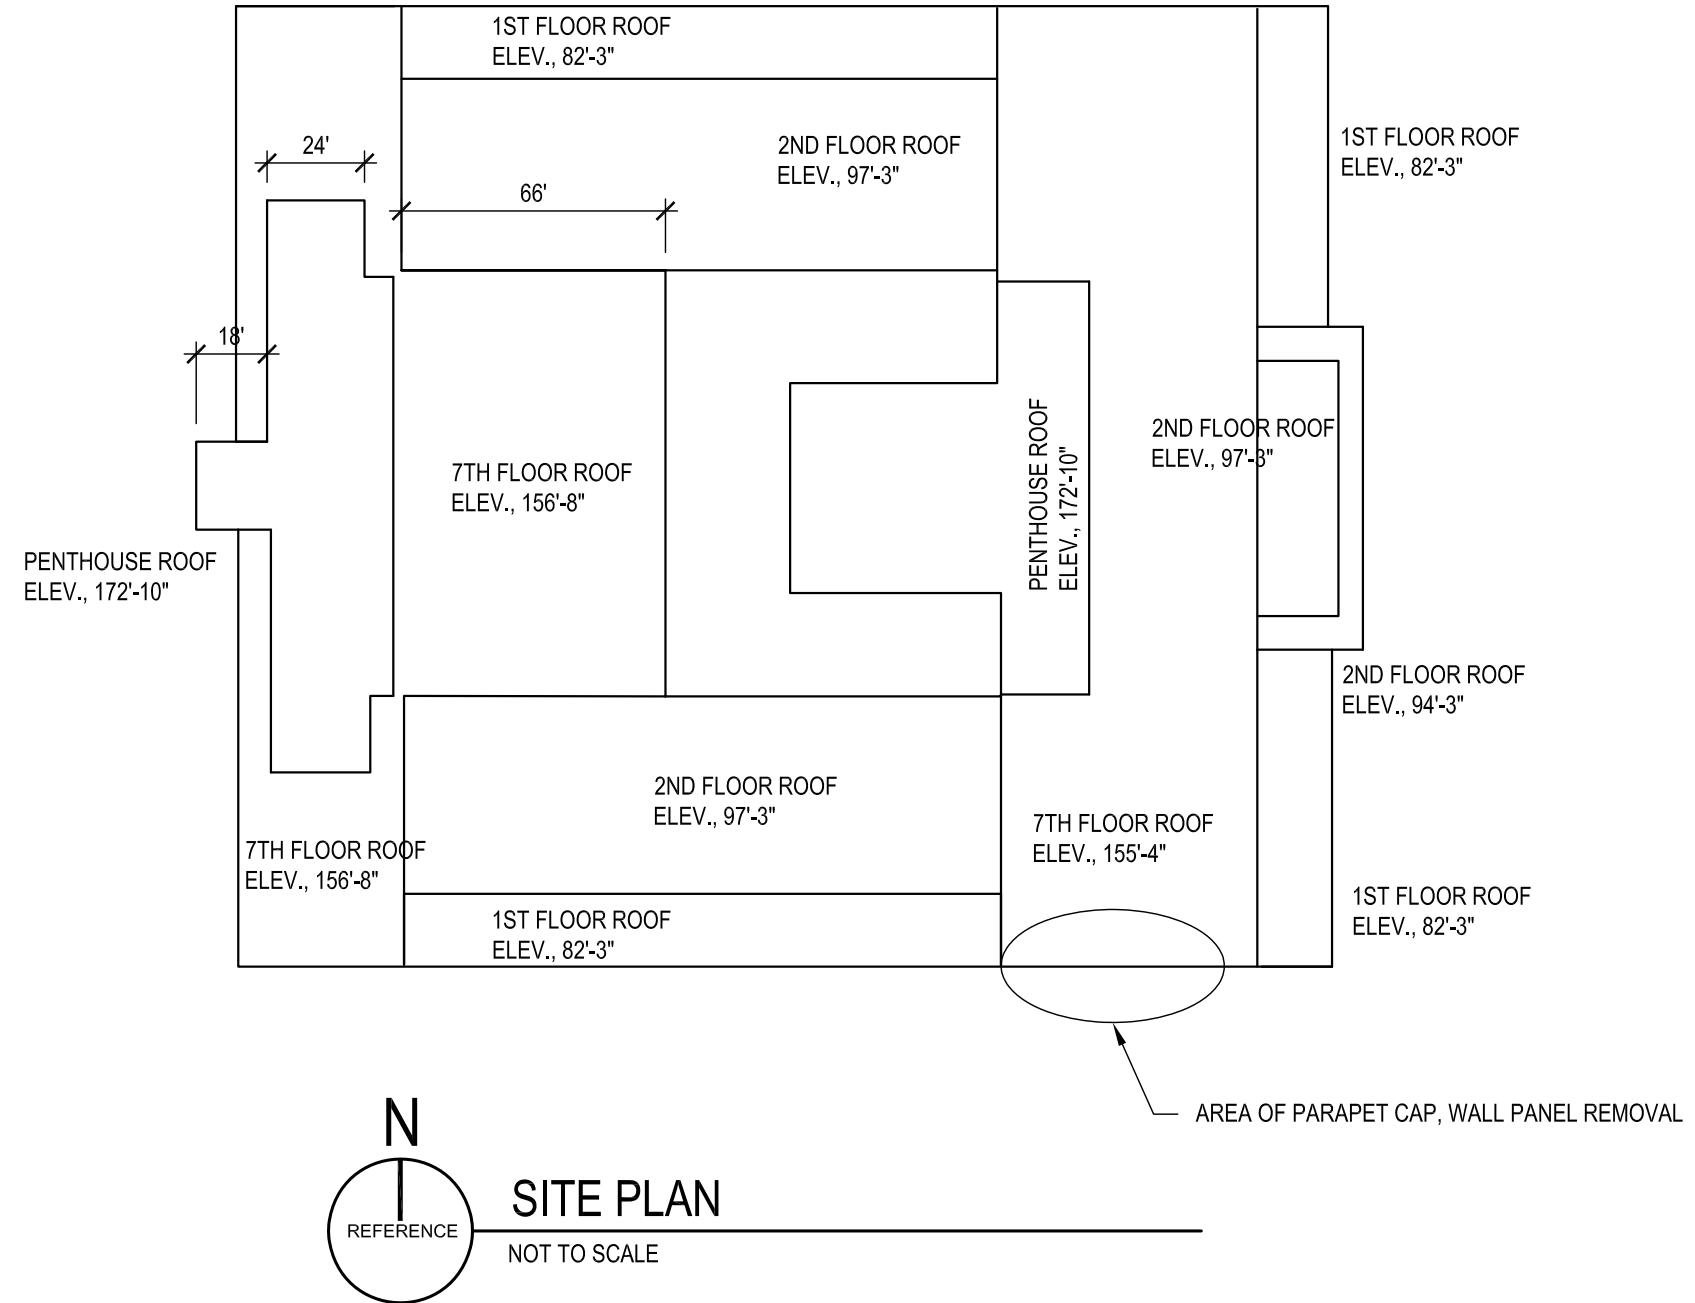 1ST FLOOR ROOF
ELEV., 82'-3"
24'
2ND FLOOR ROOF
ELEV., 97'-3"
1ST FLOOR ROOF
ELEV., 82'-3"
66'
18'
7TH FLOOR ROOF
ELEV., 156'-8"
PENTHOUSE ROOF
ELEV., 172'-10"
2ND FLOOR ROOF
ELEV., 97'-3"
PENTHOUSE ROOF
ELEV., 172'-10"
2ND FLOOR ROOF
ELEV., 94'-3"
2ND FLOOR ROOF
ELEV., 97'-3"
7TH FLOOR ROOF
ELEV., 155'-4"
7TH FLOOR ROOF
ELEV., 156'-8"
1ST FLOOR ROOF
ELEV., 82'-3"
1ST FLOOR ROOF
ELEV., 82'-3"
AREA OF PARAPET CAP, WALL PANEL REMOVAL
N
REFERENCE
SITE PLAN
NOT TO SCALE